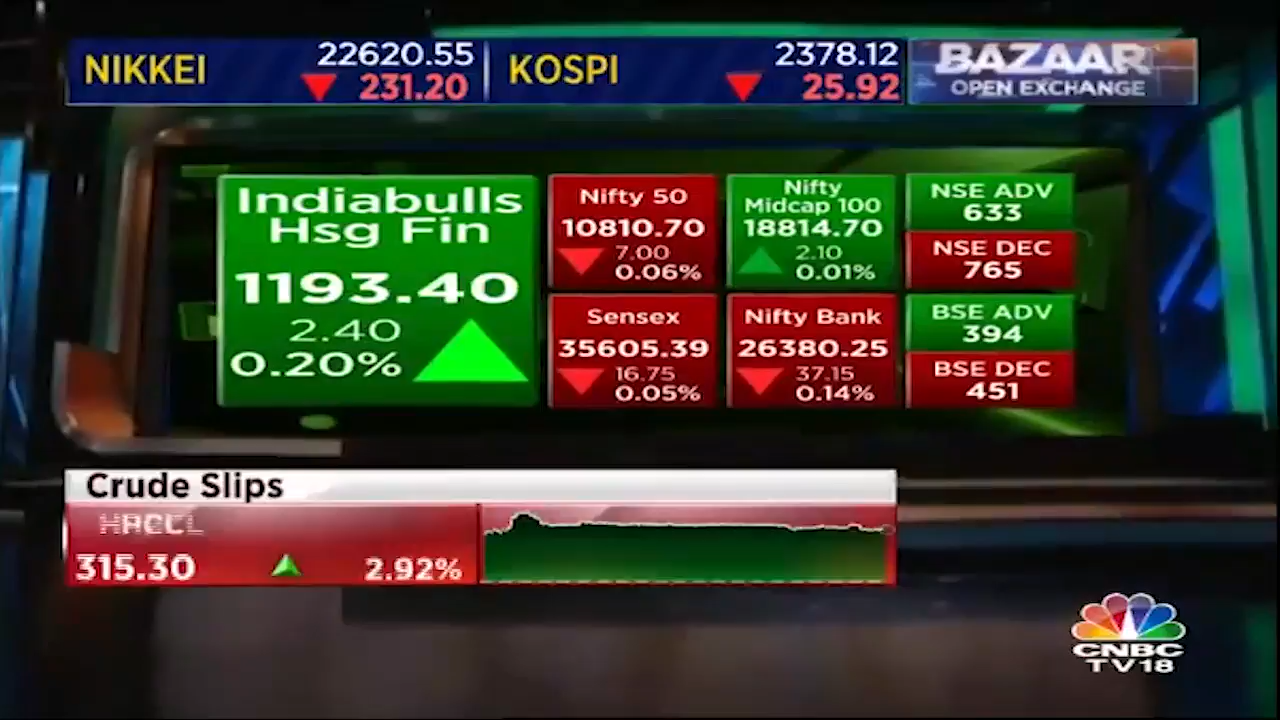 NIKKEI
22620.55
231.20
KOSPI
2378.12
25.92
BAZAAR
OPEN EXCHANGE
Indiabulls
Hsg Fin
1193.40
2.40
0.20%
Nifty 50
10810.70
7.00
0.06%
Nifty
Midcap 100
18814.70
2.10
0.01%
NSE ADV
633
NSE DEC
765
Sensex
35605.39
16.75
0.05%
Nifty Bank
26380.25
37.15
0.14%
BSE ADV
394
BSE DEC
451
Crude Slips
315.30
2.92%
CNBC
TV18